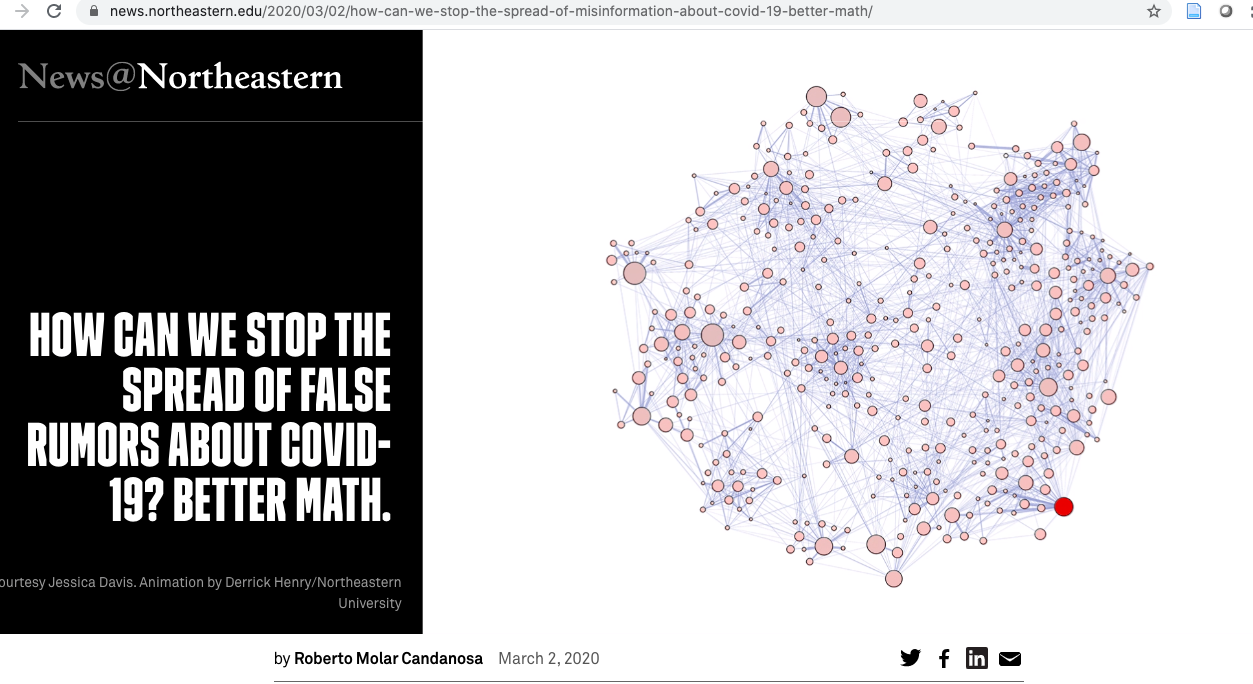 news.northeastern.edu/2020/03/02/how-can-we-stop-the-spread-of-misinformation-about-covid-19-better-math/
News@Northeastern
HOW CAN WE STOP THE
SPREAD OF FALSE
RUMORS ABOUT COVID-
19? BETTER MATH.
ourtesy Jessica Davis. Animation by Derrick Henry/Northeastern
University
by Roberto Molar Candanosa March 2, 2020